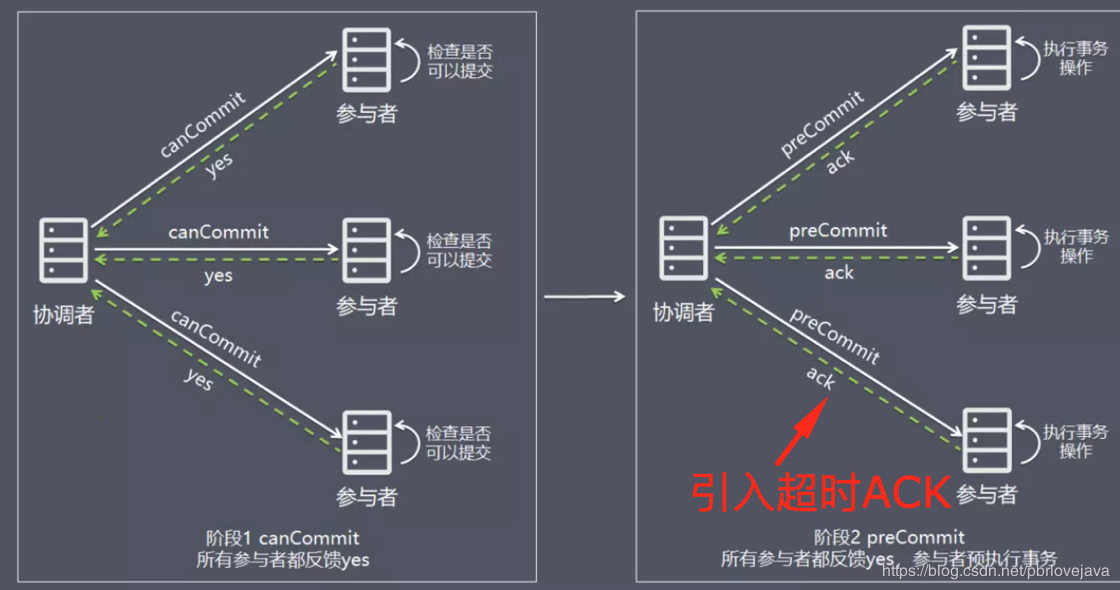 检查是否
可以提交
参与者
canCommit
yes
canCommit
yes
检查是否
可以提交
协调者
参与者
canCommit
yes
检查是否
可以提交
参与者
阶段1 canCommit
所有参与者都反馈yes
执行事务
操作
参与者
preCommit
ack
preCommit
ack
执行事务
操作
协调者
参与者
preCommit
ack
执行事务
操作
引入超时ACK
参与者
阶段2 preCommit
所有参与者都反馈yes，参与者预执行事务
https://blog.csdn.net/pbrlovejava